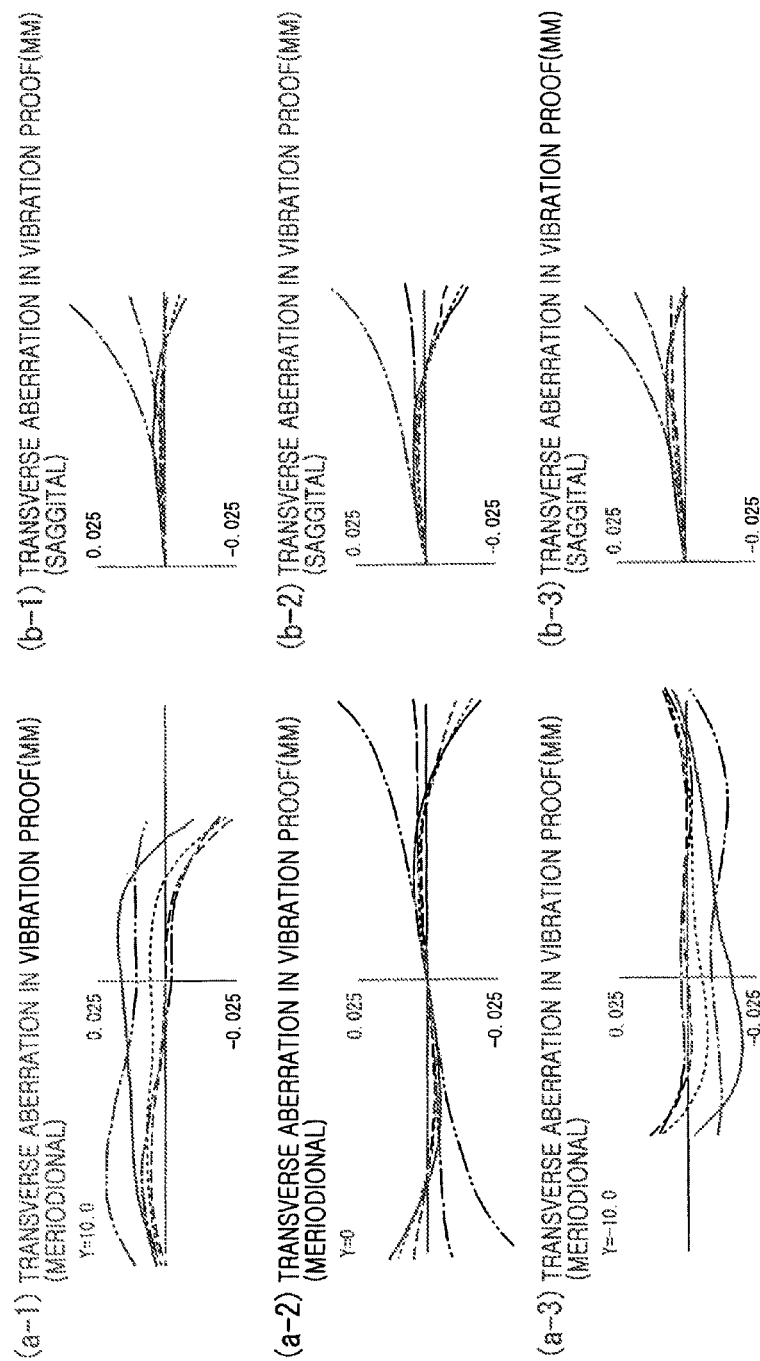 (a-1) TRANSVERSE ABERRATION IN VIBRATION PROOF(MM)
(MERIODIONAL)
Y=10.0
0.025
-0.025
(b-1) TRANSVERSE ABERRATION IN VIBRATION PROOF(MM)
(SAGGITAL)
0.025
-0.025
(a-2) TRANSVERSE ABERRATION IN VIBRATION PROOF(MM)
(MERIODIONAL)
Y=0
0.025
-0.025
(b-2) TRANSVERSE ABERRATION IN VIBRATION PROOF(MM)
(SAGGITAL)
0.025
-0.025
(a-3) TRANSVERSE ABERRATION IN VIBRATION PROOF(MM)
(MERIODIONAL)
Y=-10.0
0.025
-0.025
(b-3) TRANSVERSE ABERRATION IN VIBRATION PROOF(MM)
(SAGGITAL)
0.025
-0.025